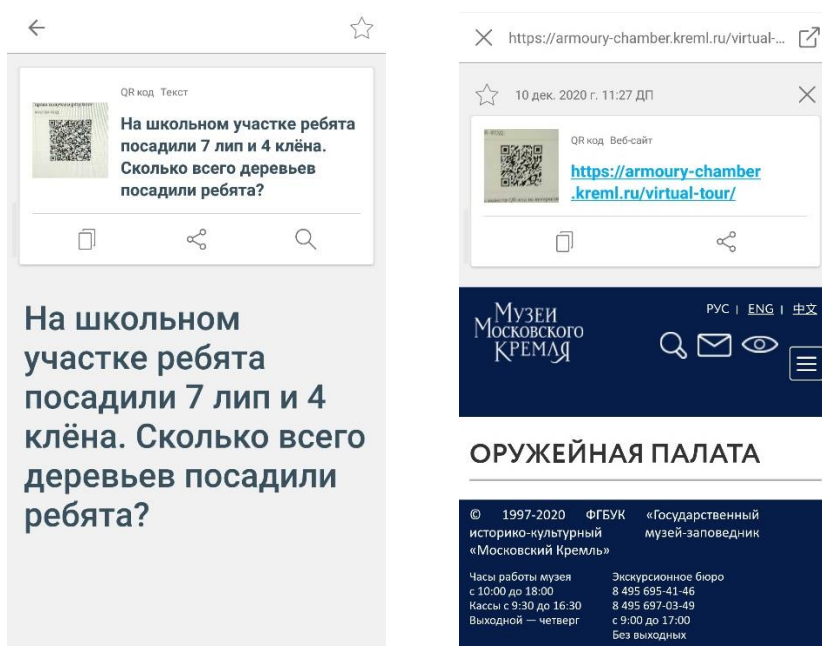 QR код Текст
На школьном участке ребята
посадили 7 лип и 4 клёна.
Сколько всего деревьев
посадили ребята?
На школьном
участке ребята
посадили 7 лип и 4
клёна. Сколько всего
деревьев посадили
ребята?
https://armoury-chamber.kreml.ru/virtual-...
10 дек. 2020 г. 11:27 ДП
QR код Веб-сайт
https://armoury-chamber
.kreml.ru/virtual-tour/
Музеи
Московского
Кремля
РУС | ENG | 中文
ОРУЖЕЙНАЯ ПАЛАТА
© 1997-2020 ФГБУК «Государственный
историко-культурный музей-заповедник
«Московский Кремль»
Часы работы музея
с 10:00 до 18:00
Кассы с 9:30 до 16:30
Выходной — четверг
Экскурсионное бюро
8 495 695-41-46
8 495 697-03-49
с 9:00 до 17:00
Без выходных